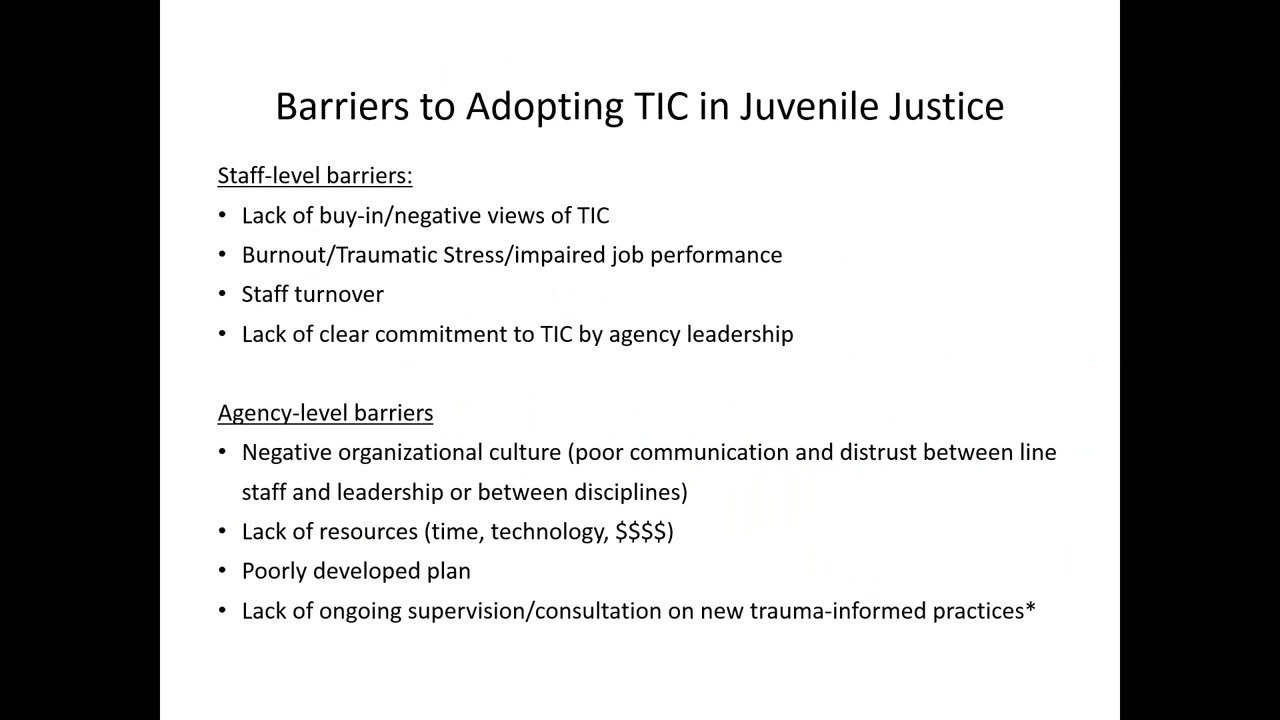 Barriers to Adopting TIC in Juvenile Justice
Staff-level barriers:
• Lack of buy-in/negative views of TIC
• Burnout/Traumatic Stress/impaired job performance
• Staff turnover
• Lack of clear commitment to TIC by agency leadership
Agency-level barriers
• Negative organizational culture (poor communication and distrust between line
staff and leadership or between disciplines)
• Lack of resources (time, technology, $$$$)
• Poorly developed plan
• Lack of ongoing supervision/consultation on new trauma-informed practices*